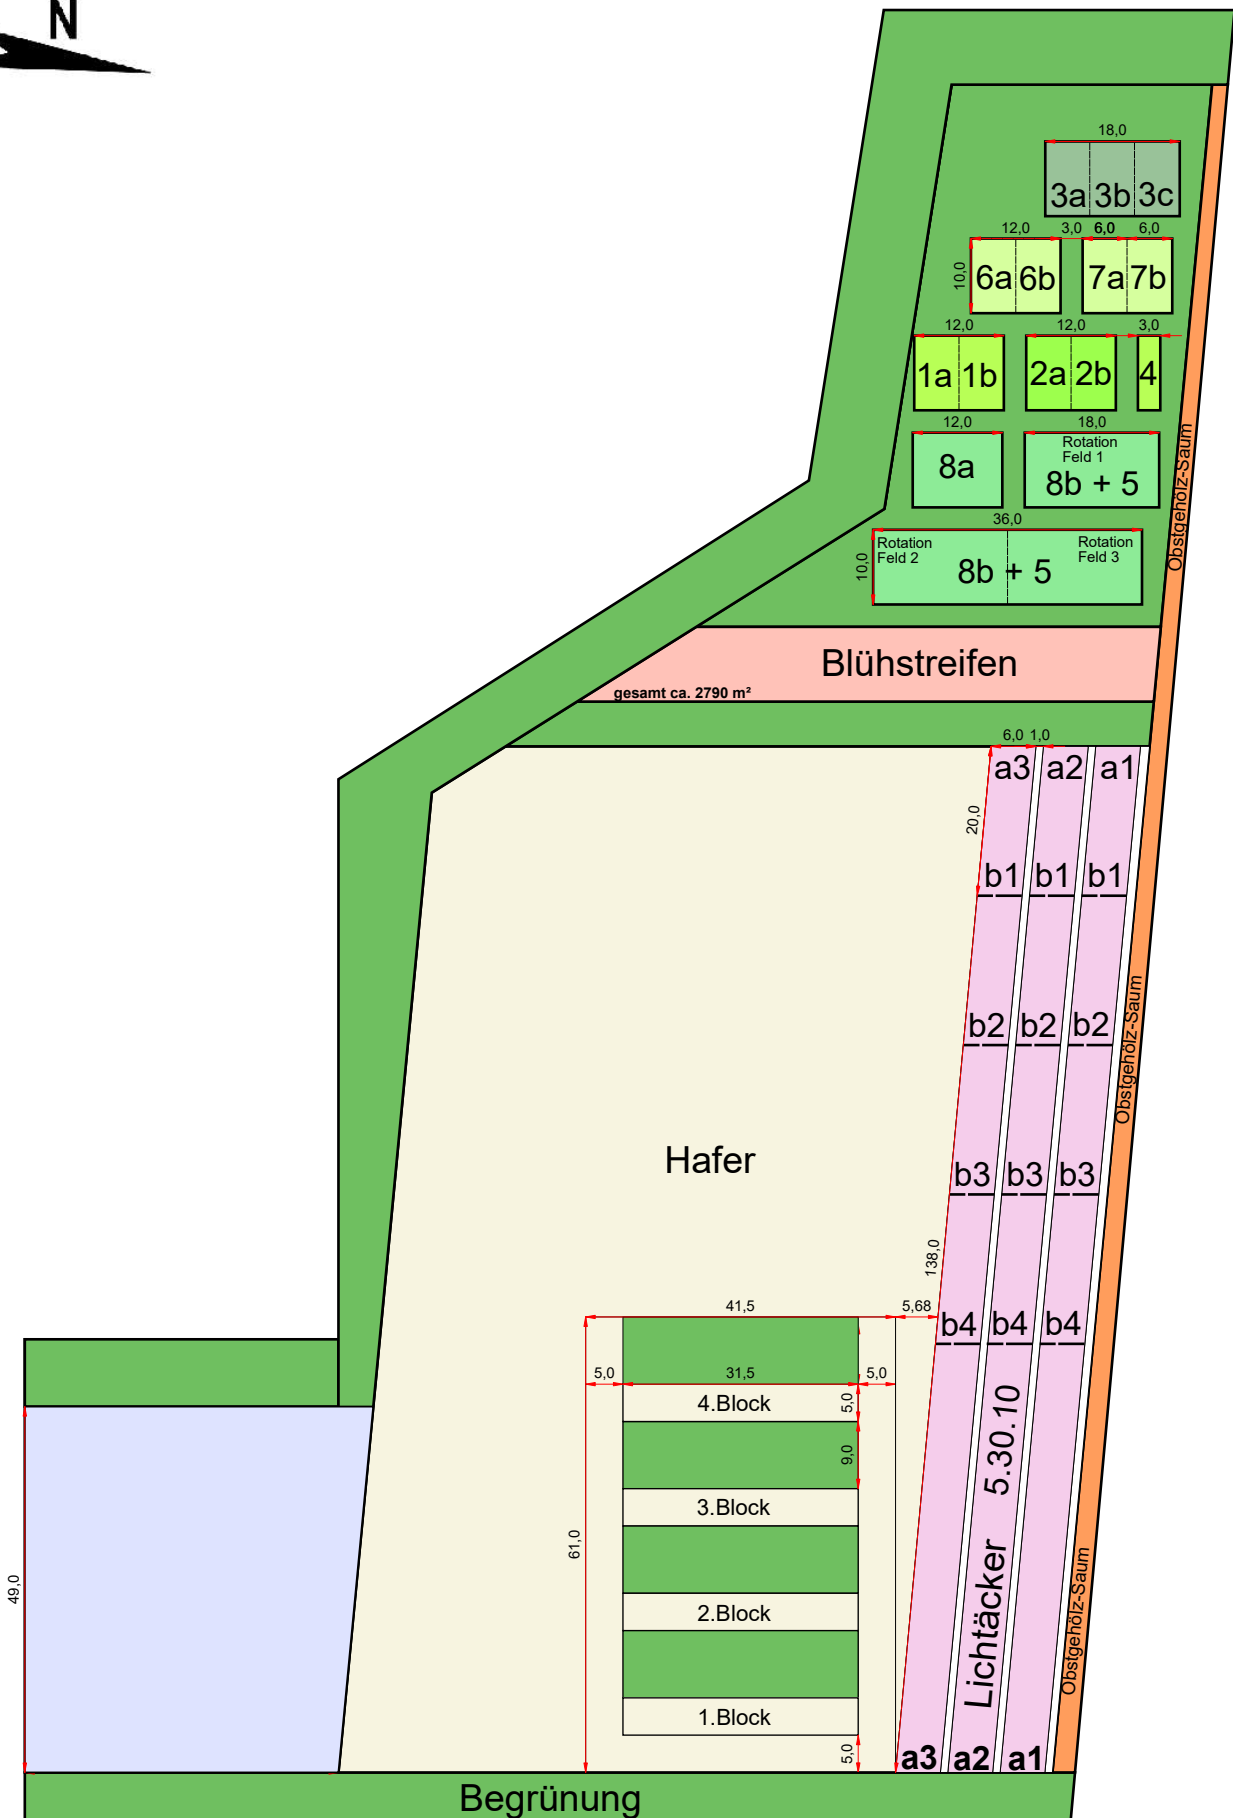 N
18,0
3a 3b 3c
12,0 3,0 6,0 6,0
10,0
6a 6b 7a 7b
12,0 12,0 3,0
1a 1b 2a 2b 4
12,0 18,0
8a
Rotation
Feld 1
8b + 5
Obstgehölz-Saum
36,0
10,0
Rotation
Feld 2
Rotation
Feld 3
8b + 5
Blühstreifen
gesamt ca. 2790 m²
6,0 1,0
a3 a2 a1
20,0
b1 b1 b1
b2 b2 b2
Obstgehölz-Saum
Hafer
b3 b3 b3
138,0
41,5 5,68
b4 b4 b4
5,0 31,5 5,0
4.Block
5,0
9,0
3.Block
61,0
49,0
2.Block
1.Block
5,0
Lichtäcker 5.30.10
Obstgehölz-Saum
a3 a2 a1
Begrünung